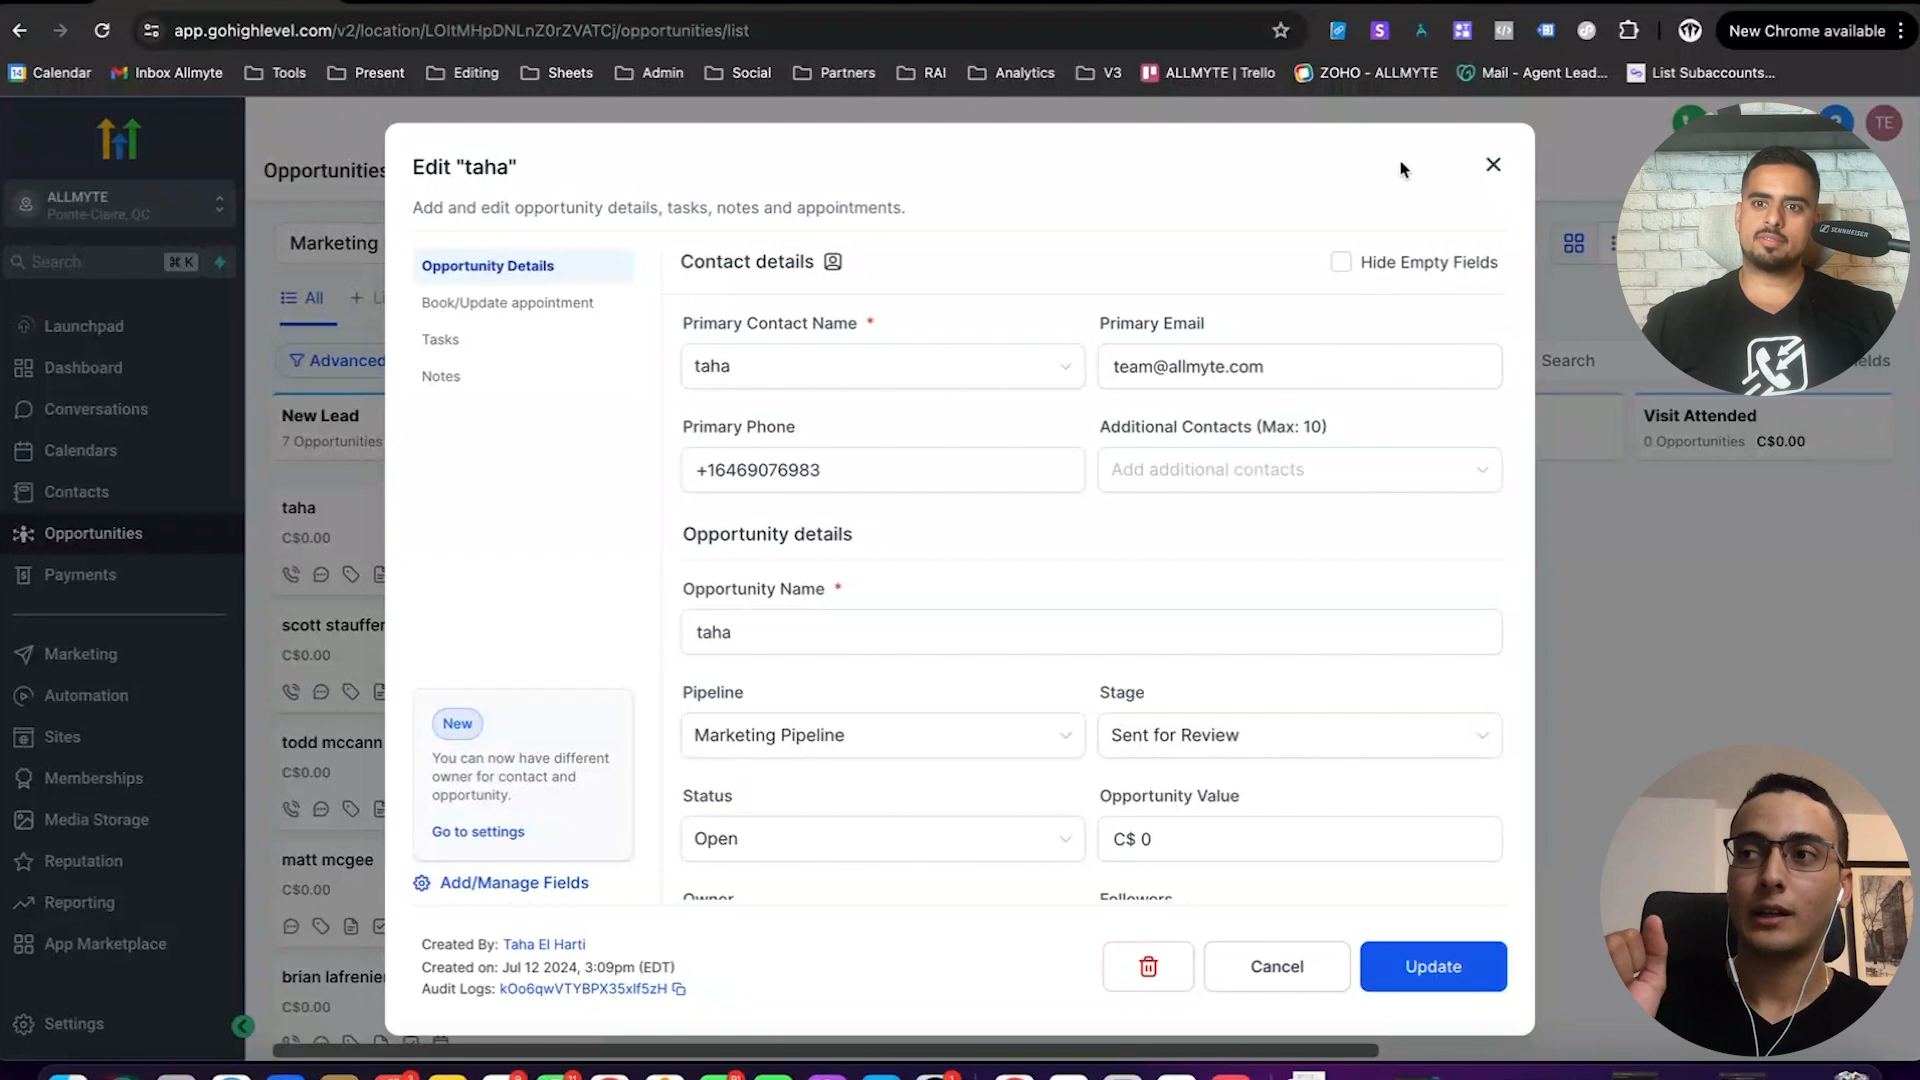 app.gohighlevel.com/v2/location/LOItMHpDNLnZ0rZVATCj/opportunities/list
New Chrome available
Calendar
Inbox Allmyte
Tools
Present
Editing
Sheets
Admin
Social
Partners
RAI
Analytics
V3
ALLMYTE | Trello
ZOHO - ALLMYTE
Mail - Agent Lead...
List Subaccounts...
ALLMYTE
Pointe-Claire, QC
Search
⌘ K
Launchpad
Dashboard
Conversations
Calendars
Contacts
Opportunities
Payments
Marketing
Automation
Sites
Memberships
Media Storage
Reputation
Reporting
App Marketplace
Settings
Opportunities
Marketing
All
Advanced
New Lead
7 Opportunities
taha
C$0.00
scott stauffer
C$0.00
todd mccann
C$0.00
matt mcgee
C$0.00
brian lafrenier
C$0.00
Edit "taha"
Add and edit opportunity details, tasks, notes and appointments.
Opportunity Details
Book/Update appointment
Tasks
Notes
New
You can now have different
owner for contact and
opportunity.
Go to settings
Add/Manage Fields
Contact details
Hide Empty Fields
Primary Contact Name *
taha
Primary Email
team@allmyte.com
Primary Phone
+16469076983
Additional Contacts (Max: 10)
Add additional contacts
Opportunity details
Opportunity Name *
taha
Pipeline
Marketing Pipeline
Stage
Sent for Review
Status
Open
Opportunity Value
C$ 0
Owner
Followers
Created By: Taha El Harti
Created on: Jul 12 2024, 3:09pm (EDT)
Audit Logs: kOo6qwVTYBPX35xIf5zH
Cancel
Update
TE
Search
Visit Attended
0 Opportunities C$0.00
SENNHEISER